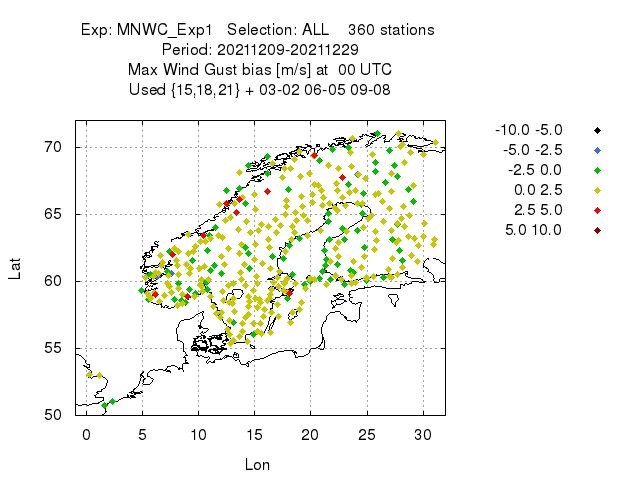 Exp: MNWC_Exp1   Selection: ALL    360 stations
Period: 20211209-20211229
Max Wind Gust bias [m/s] at  00 UTC
Used {15,18,21} + 03-02 06-05 09-08
-10.0 -5.0
-5.0 -2.5
-2.5 0.0
0.0 2.5
2.5 5.0
5.0 10.0
70
65
60
55
50
Lat
0 5 10 15 20 25 30
Lon